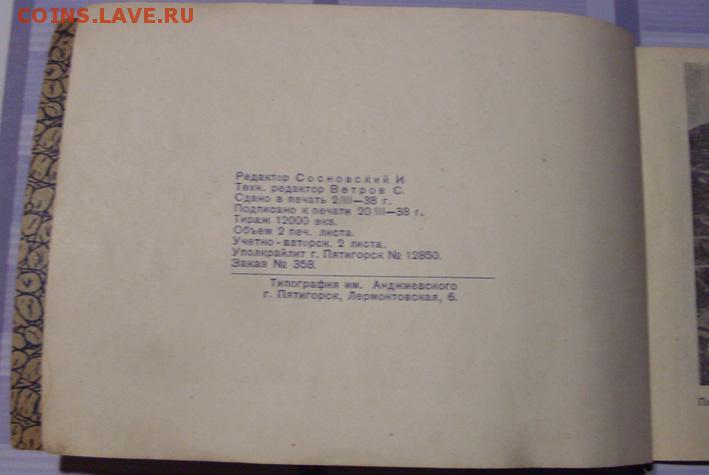 COINS.LAVE.RU
Редактор Сосновский И
Техн. редактор Ветров С.
Сдано в печать 2/III—38 г.
Подписано к печати 20/III—38 г.
Тираж 12000 экз.
Объем 2 печ. листа.
Учетно-авторск. 2 листа.
Уполкрайлит г. Пятигорск № 12850.
Заказ № 358.
Типография им. Анджиевского
г. Пятигорск, Лермонтовская, 6.